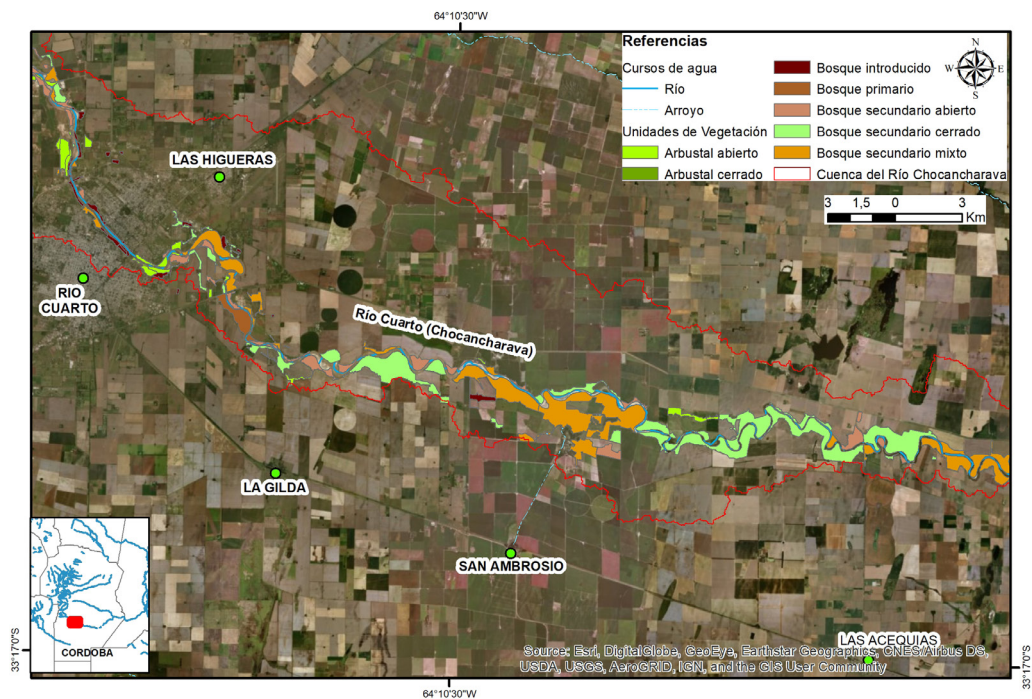 64°10'30"W
Referencias
Cursos de agua
Río
Arroyo
Unidades de Vegetación
Arbustal abierto
Arbustal cerrado
Bosque introducido
Bosque primario
Bosque secundario abierto
Bosque secundario cerrado
Bosque secundario mixto
Cuenca del Río Chocancharava
N
W
E
S
3 1,5 0 3
Km
LAS HIGUERAS
RIO
CUARTO
Río Cuarto (Chocancharava)
LA GILDA
SAN AMBROSIO
CORDOBA
LAS ACEQUIAS
Source: Esri, DigitalGlobe, GeoEye, Earthstar Geographics, CNES/Airbus DS,
USDA, USGS, AeroGRID, IGN, and the GIS User Community
33°17'0"S
33°17'0"S
64°10'30"W